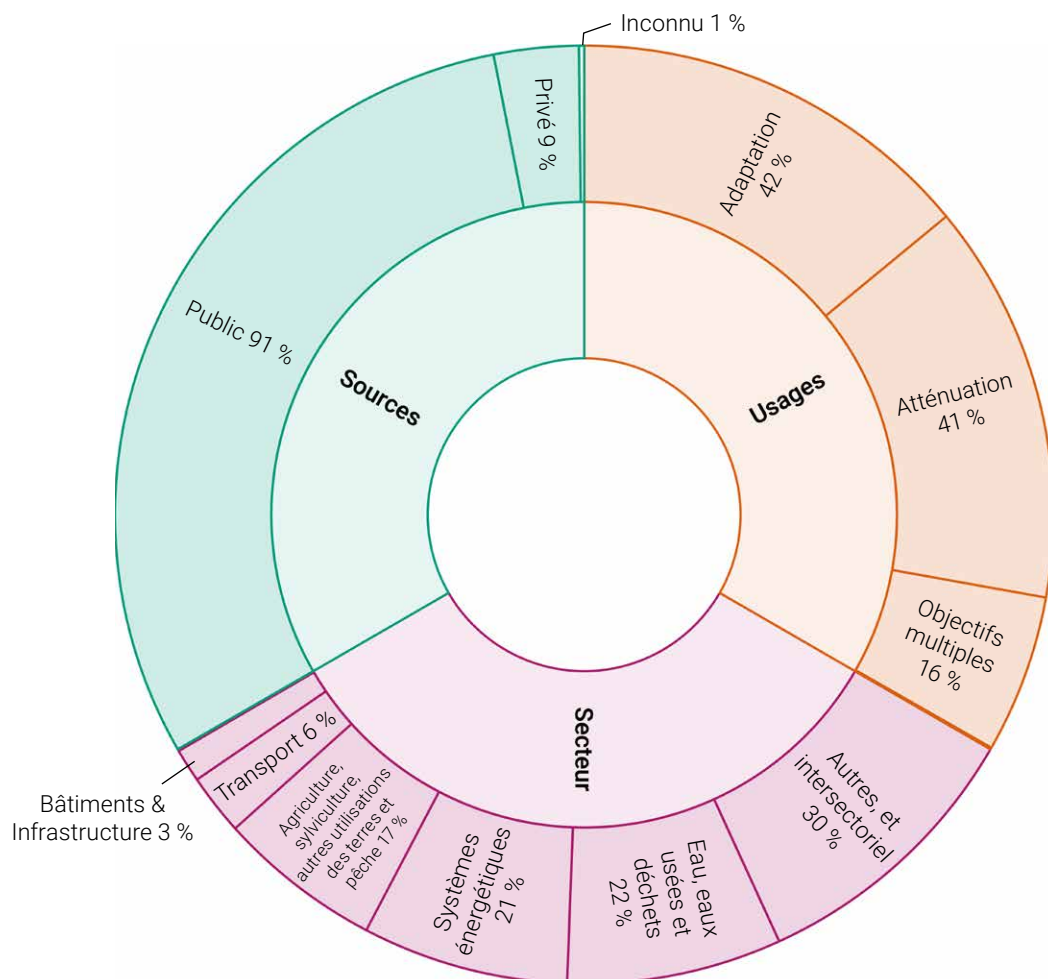 Inconnu 1 %
Privé 9 %
Public 91 %
Sources
Adaptation
42 %
Atténuation
41 %
Objectifs
multiples
16 %
Usages
Secteur
Autres, et
intersectoriel
30 %
Eau, eaux
usées et
déchets
22 %
Systèmes
énergétiques
21 %
Agriculture,
sylviculture,
autres utilisations
des terres et
pêche 17 %
Transport 6 %
Bâtiments &
Infrastructure 3 %